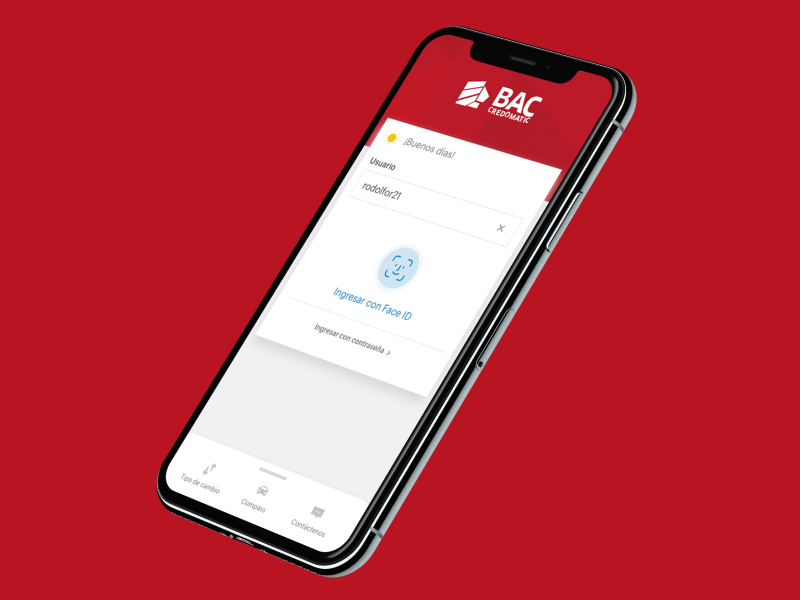 BAC
CREDOMATIC
¡Buenos días!
Usuario
rodolfor21
Ingresar con Face ID
Ingresar con contraseña
Tipo de cambio
Compass
Contáctenos